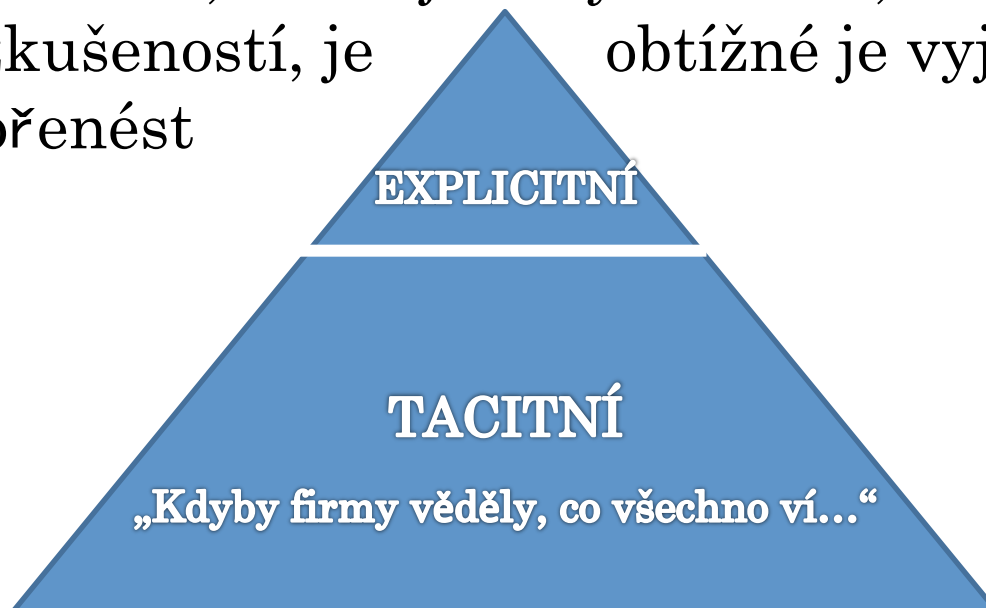 zkušeností, je obtížné je vyj
přenést
EXPLICITNÍ
TACITNÍ
„Kdyby firmy věděly, co všechno ví...“